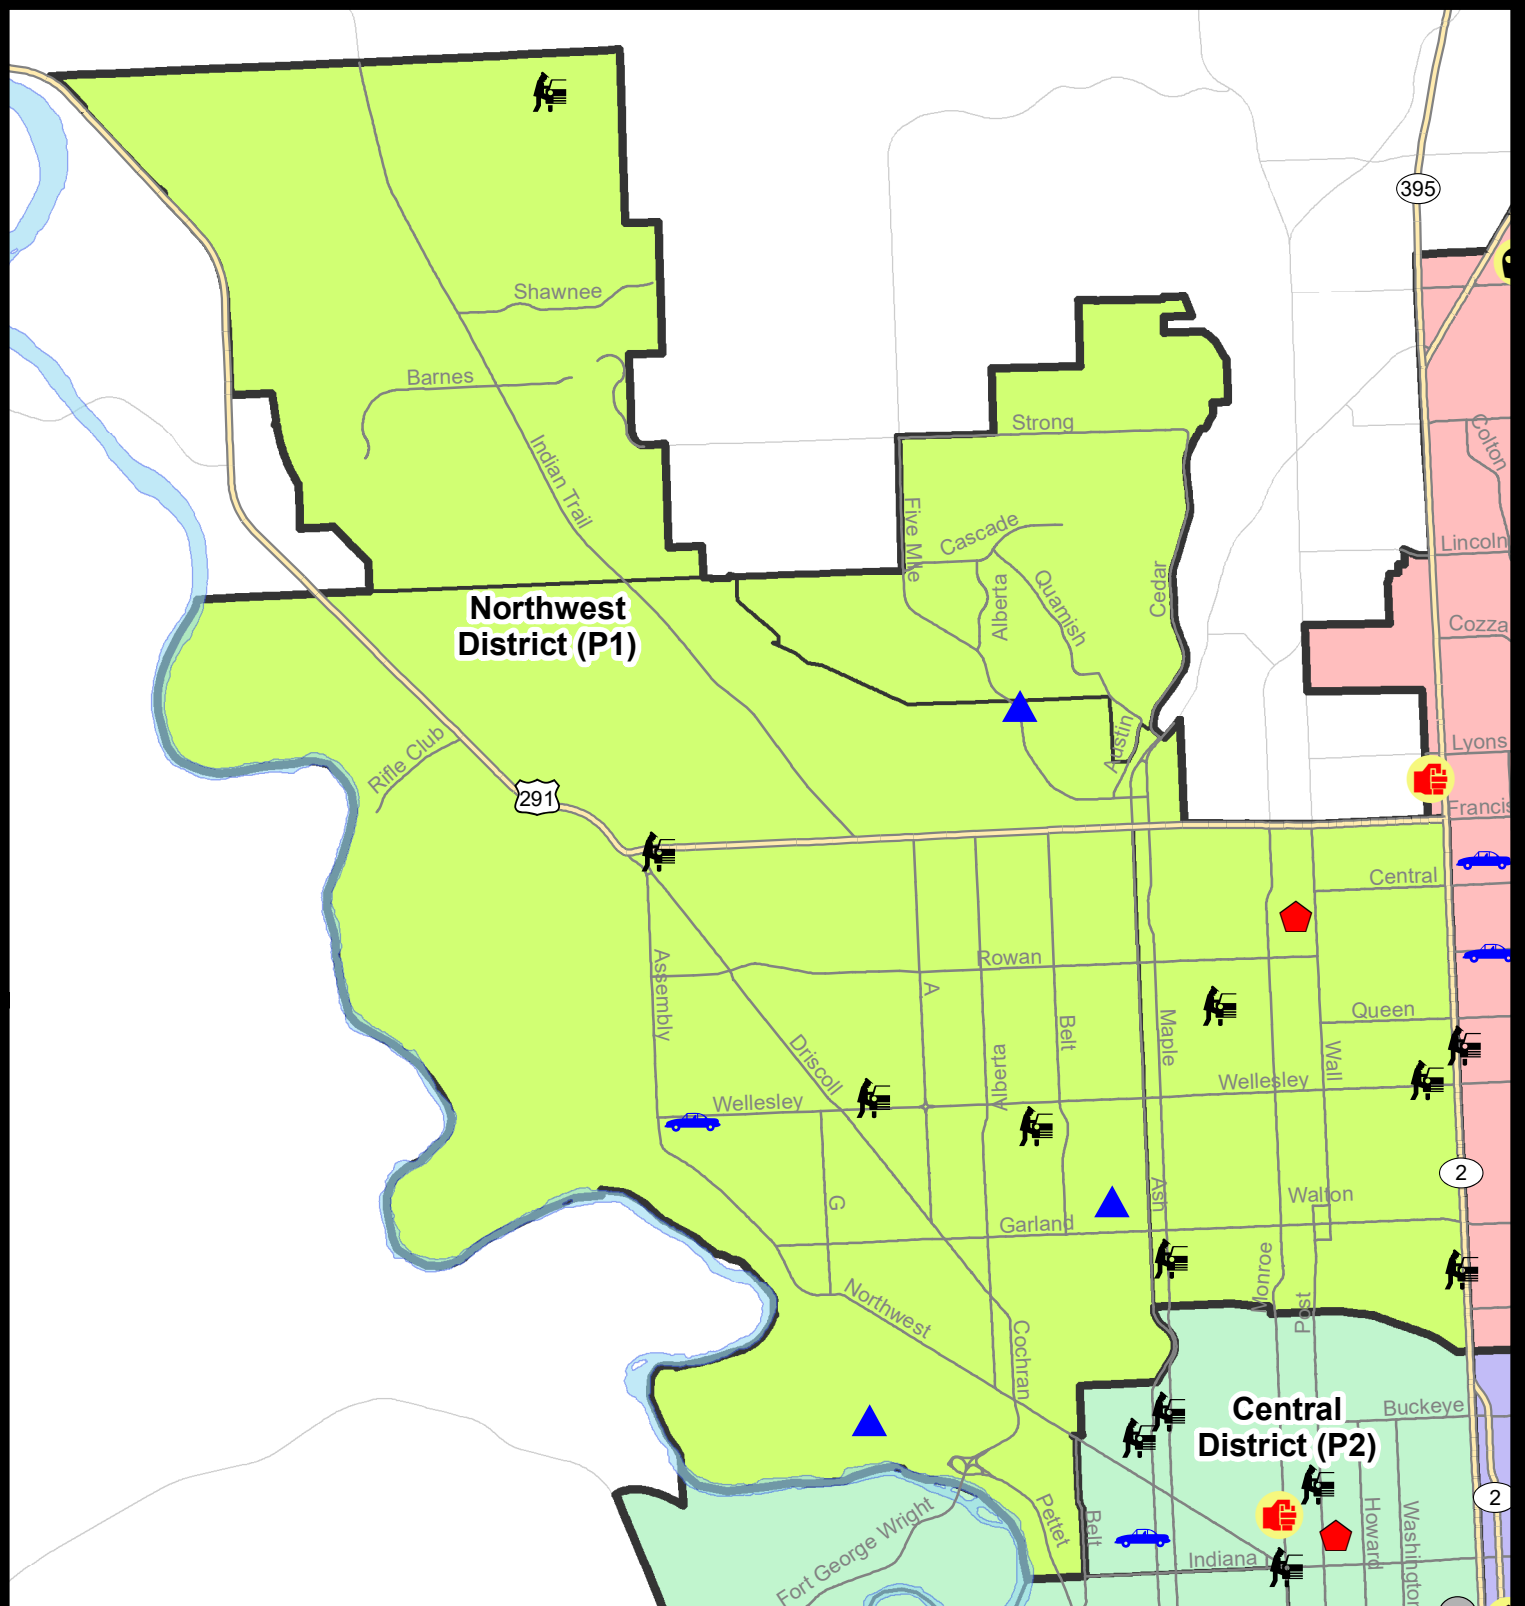 395
Shawnee
Barnes
Strong
Colton
Indian Trail
Five Mile
Cascade
Lincoln
Alberta
Quamish
Cedar
Northwest
District (P1)
Cozza
Rifle Club
Austin
Lyons
291
Francis
Central
Assembly
Rowan
A
Belt
Maple
Queen
Wall
Driscoll
Alberta
Wellesley
Wellesley
2
G
Ash
Walton
Garland
Monroe
Post
Northwest
Cochran
Central
District (P2)
Buckeye
2
Fort George Wright
Pettet
Belt
Howard
Washington
Indiana